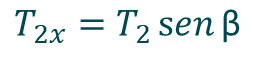 T₂ₓ = T₂ sen β